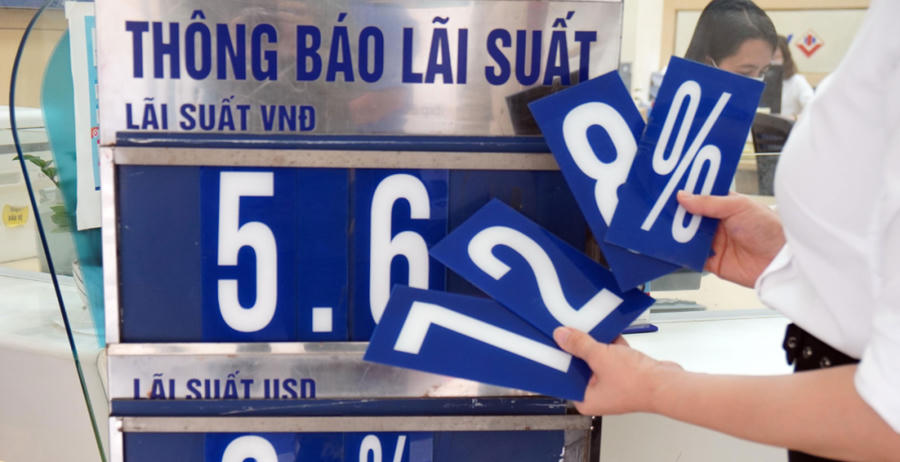 THÔNG BÁO LÃI SUẤT
LÃI SUẤT VNĐ
5.6
8 %
2
1
LÃI SUẤT USD
%